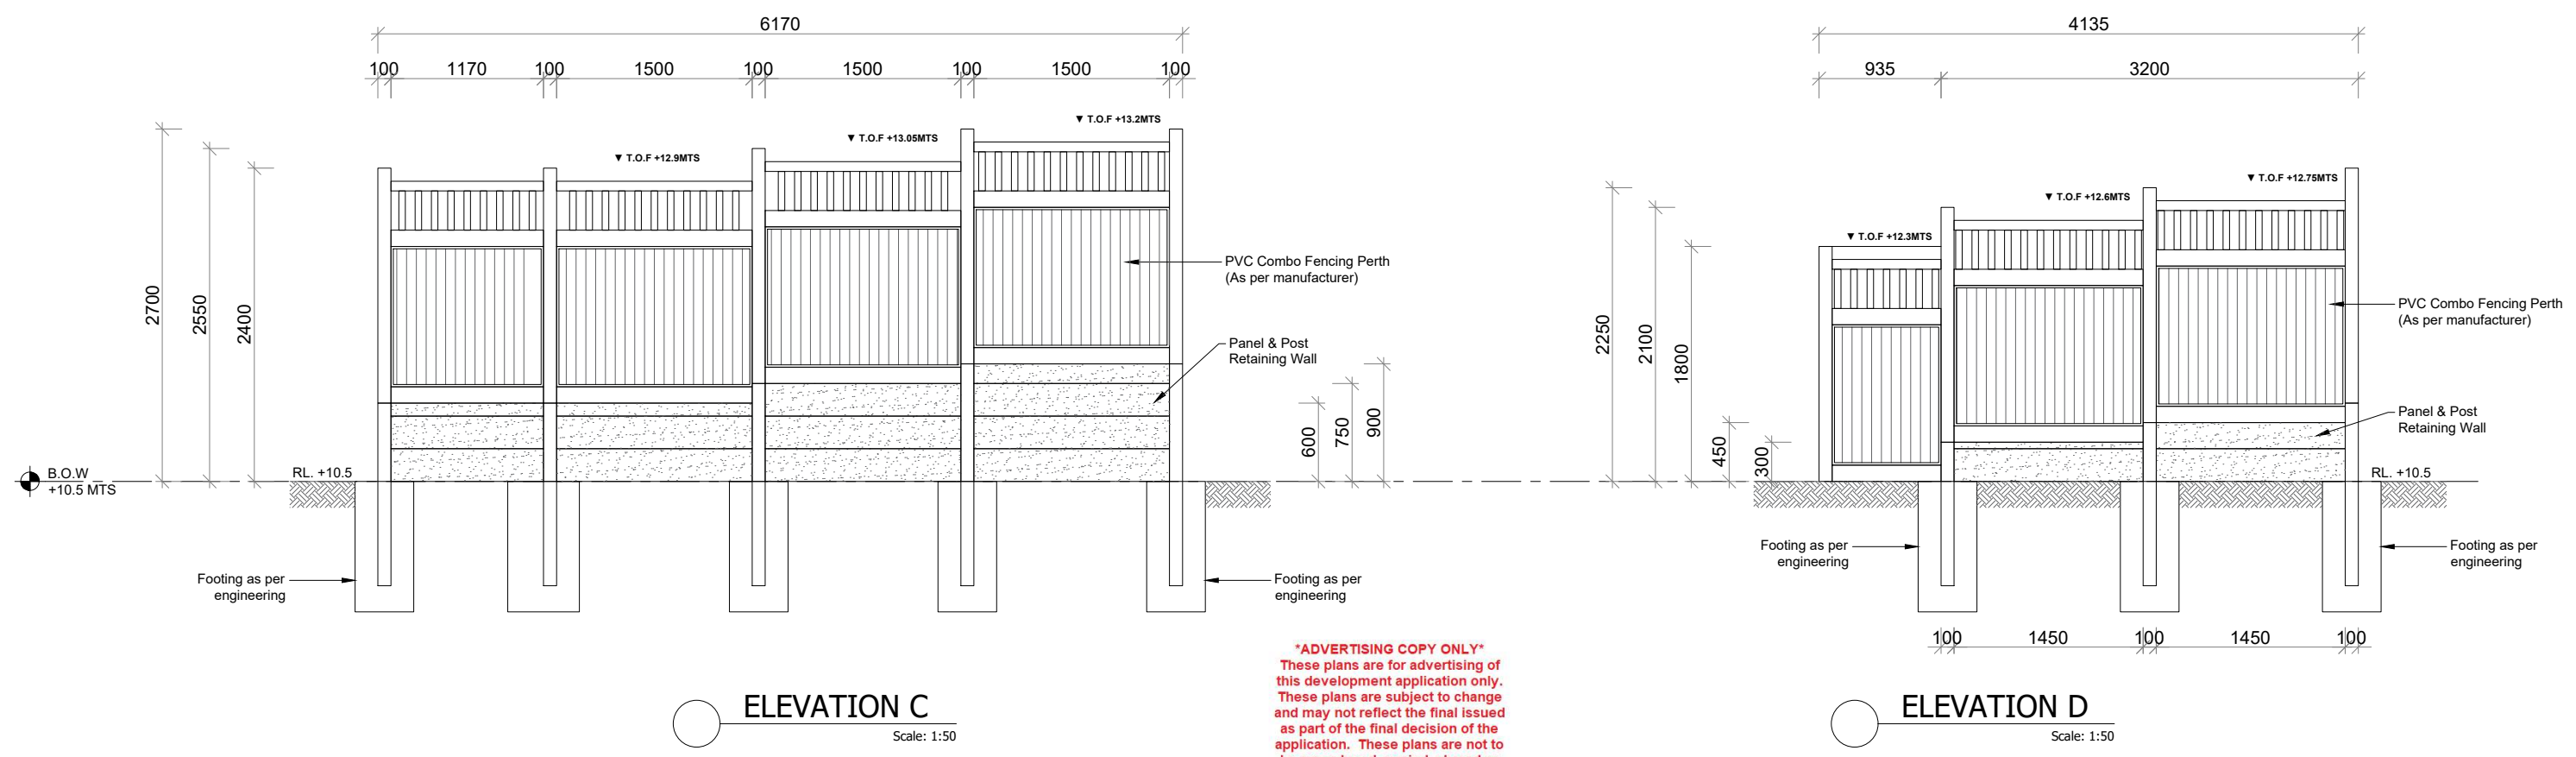 6170
100 1170 100 1500 100 1500 100 1500 100
▼ T.O.F +12.9MTS
▼ T.O.F +13.05MTS
▼ T.O.F +13.2MTS
2700
2550
2400
PVC Combo Fencing Perth
(As per manufacturer)
Panel & Post
Retaining Wall
600
750
900
B.O.W
+10.5 MTS
RL. +10.5
Footing as per
engineering
Footing as per
engineering
ELEVATION C
Scale: 1:50
*ADVERTISING COPY ONLY*
These plans are for advertising of
this development application only.
These plans are subject to change
and may not reflect the final issued
as part of the final decision of the
application. These plans are not to
4135
935 3200
▼ T.O.F +12.3MTS
▼ T.O.F +12.6MTS
▼ T.O.F +12.75MTS
2250
2100
1800
450
300
PVC Combo Fencing Perth
(As per manufacturer)
Panel & Post
Retaining Wall
RL. +10.5
Footing as per
engineering
Footing as per
engineering
100 1450 100 1450 100
ELEVATION D
Scale: 1:50